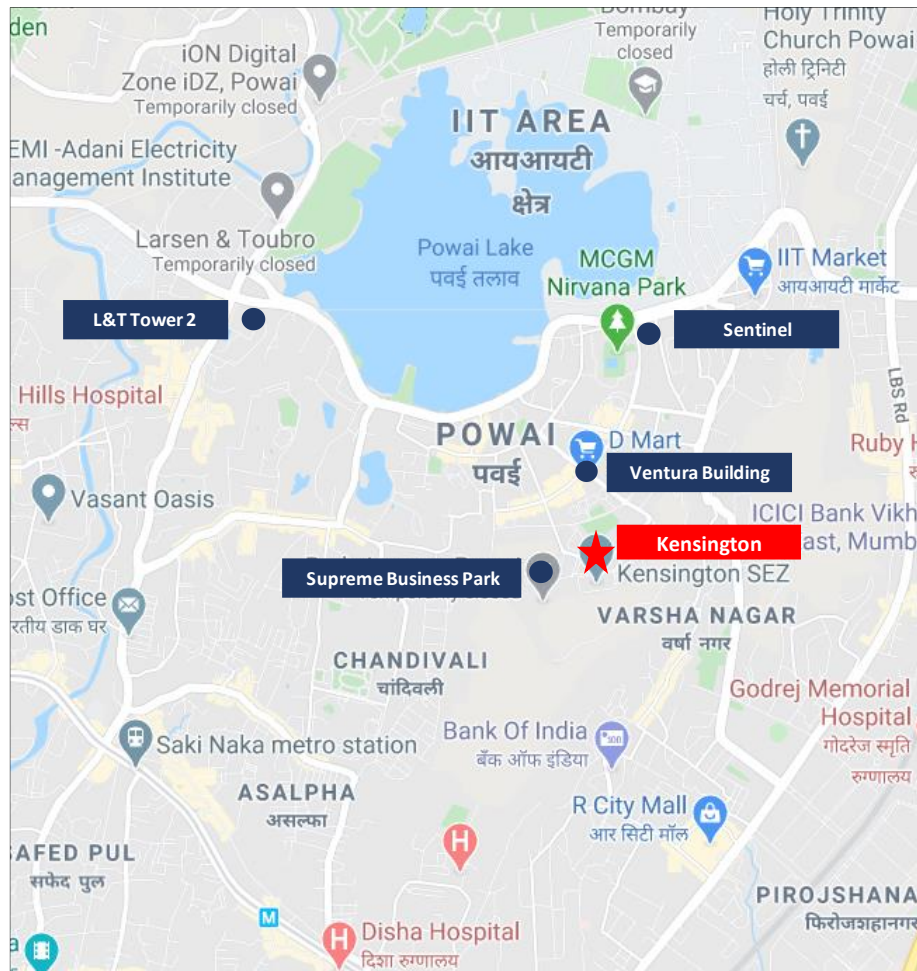 den
Bombay
Temporarily
closed
Holy Trinity
Church Powai
होली ट्रिनिटी
चर्च, पवई
iON Digital
Zone iDZ, Powai
Temporarily closed
IIT AREA
आयआयटी
क्षेत्र
EMI -Adani Electricity
anagement Institute
Larsen & Toubro
Temporarily closed
Powai Lake
पवई तलाव
MCGM
Nirvana Park
IIT Market
आयआयटी मार्केट
L&T Tower 2
Sentinel
Hills Hospital
ल्स
LBS Rd
POWAI
पवई
D Mart
Ruby H
Ventura Building
Vasant Oasis
ICICI Bank Vikh
ast, Mumb
Kensington
Kensington SEZ
Supreme Business Park
ost Office
रतीय डाक घर
VARSHA NAGAR
वर्षा नगर
CHANDIVALI
चांदिवली
Godrej Memorial
Hospital
गोदरेज स्मृति
रुग्णालय
Saki Naka metro station
Bank Of India
बँक ऑफ इंडिया
ASALPHA
असल्फा
R City Mall
आर सिटी मॉल
SAFED PUL
सफेद पुल
H
PIROJSHANA
फिरोजशहानगर
M
H
Disha Hospital
दिशा रुग्णालय
a